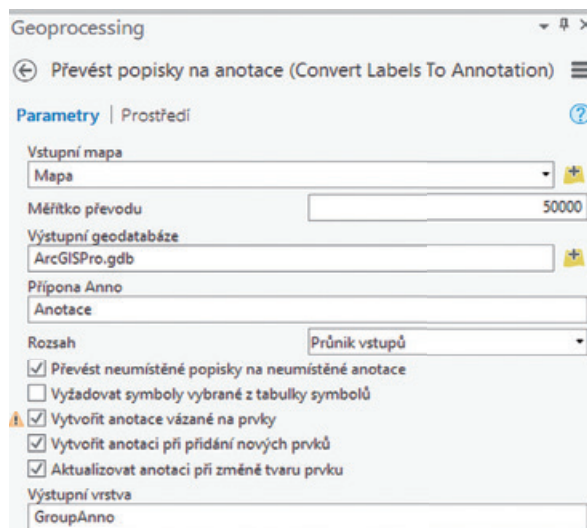 Geoprocessing
Převést popisky na anotace (Convert Labels To Annotation)
Parametry | Prostředí
Vstupní mapa
Mapa
Měřítko převodu 50000
Výstupní geodatabáze
ArcGISPro.gdb
Přípona Anno
Anotace
Rozsah Průnik vstupů
Převést neumístěné popisky na neumístěné anotace
Vyžadovat symboly vybrané z tabulky symbolů
Vytvořit anotace vázané na prvky
Vytvořit anotaci při přidání nových prvků
Aktualizovat anotaci při změně tvaru prvku
Výstupní vrstva
GroupAnno